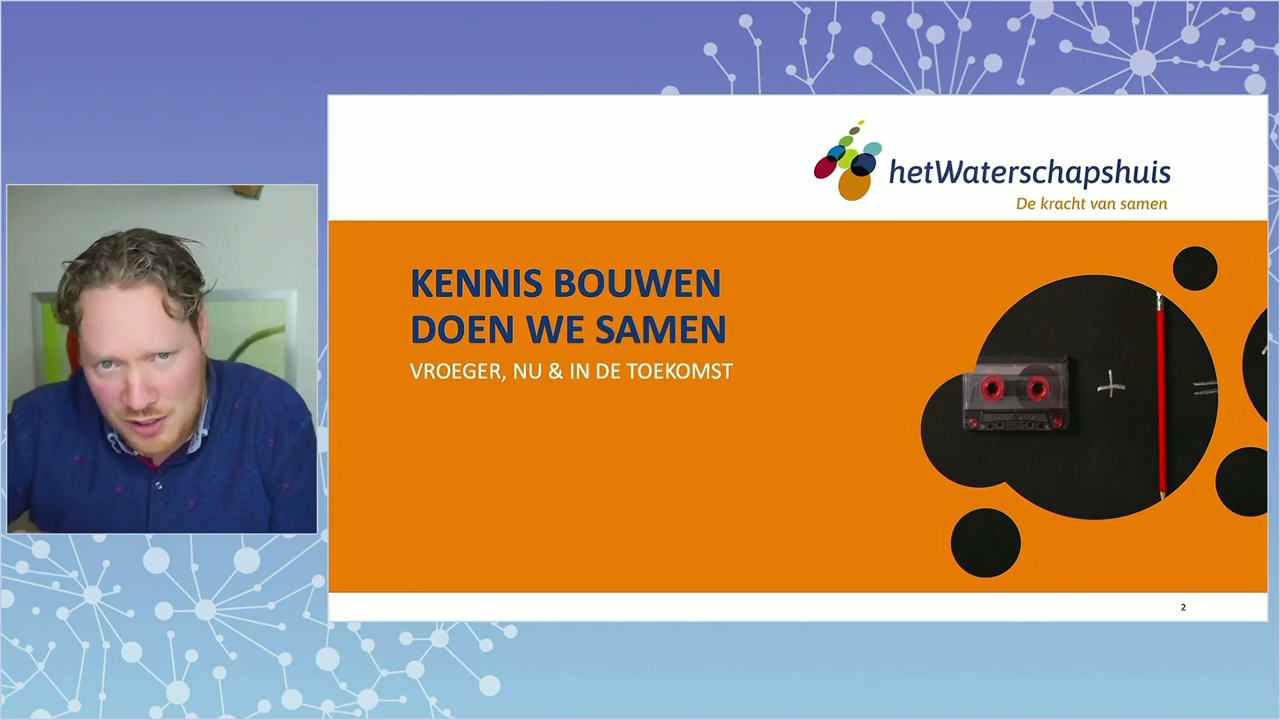 hetWaterschapshuis
De kracht van samen
KENNIS BOUWEN
DOEN WE SAMEN
VROEGER, NU & IN DE TOEKOMST
+
=
2